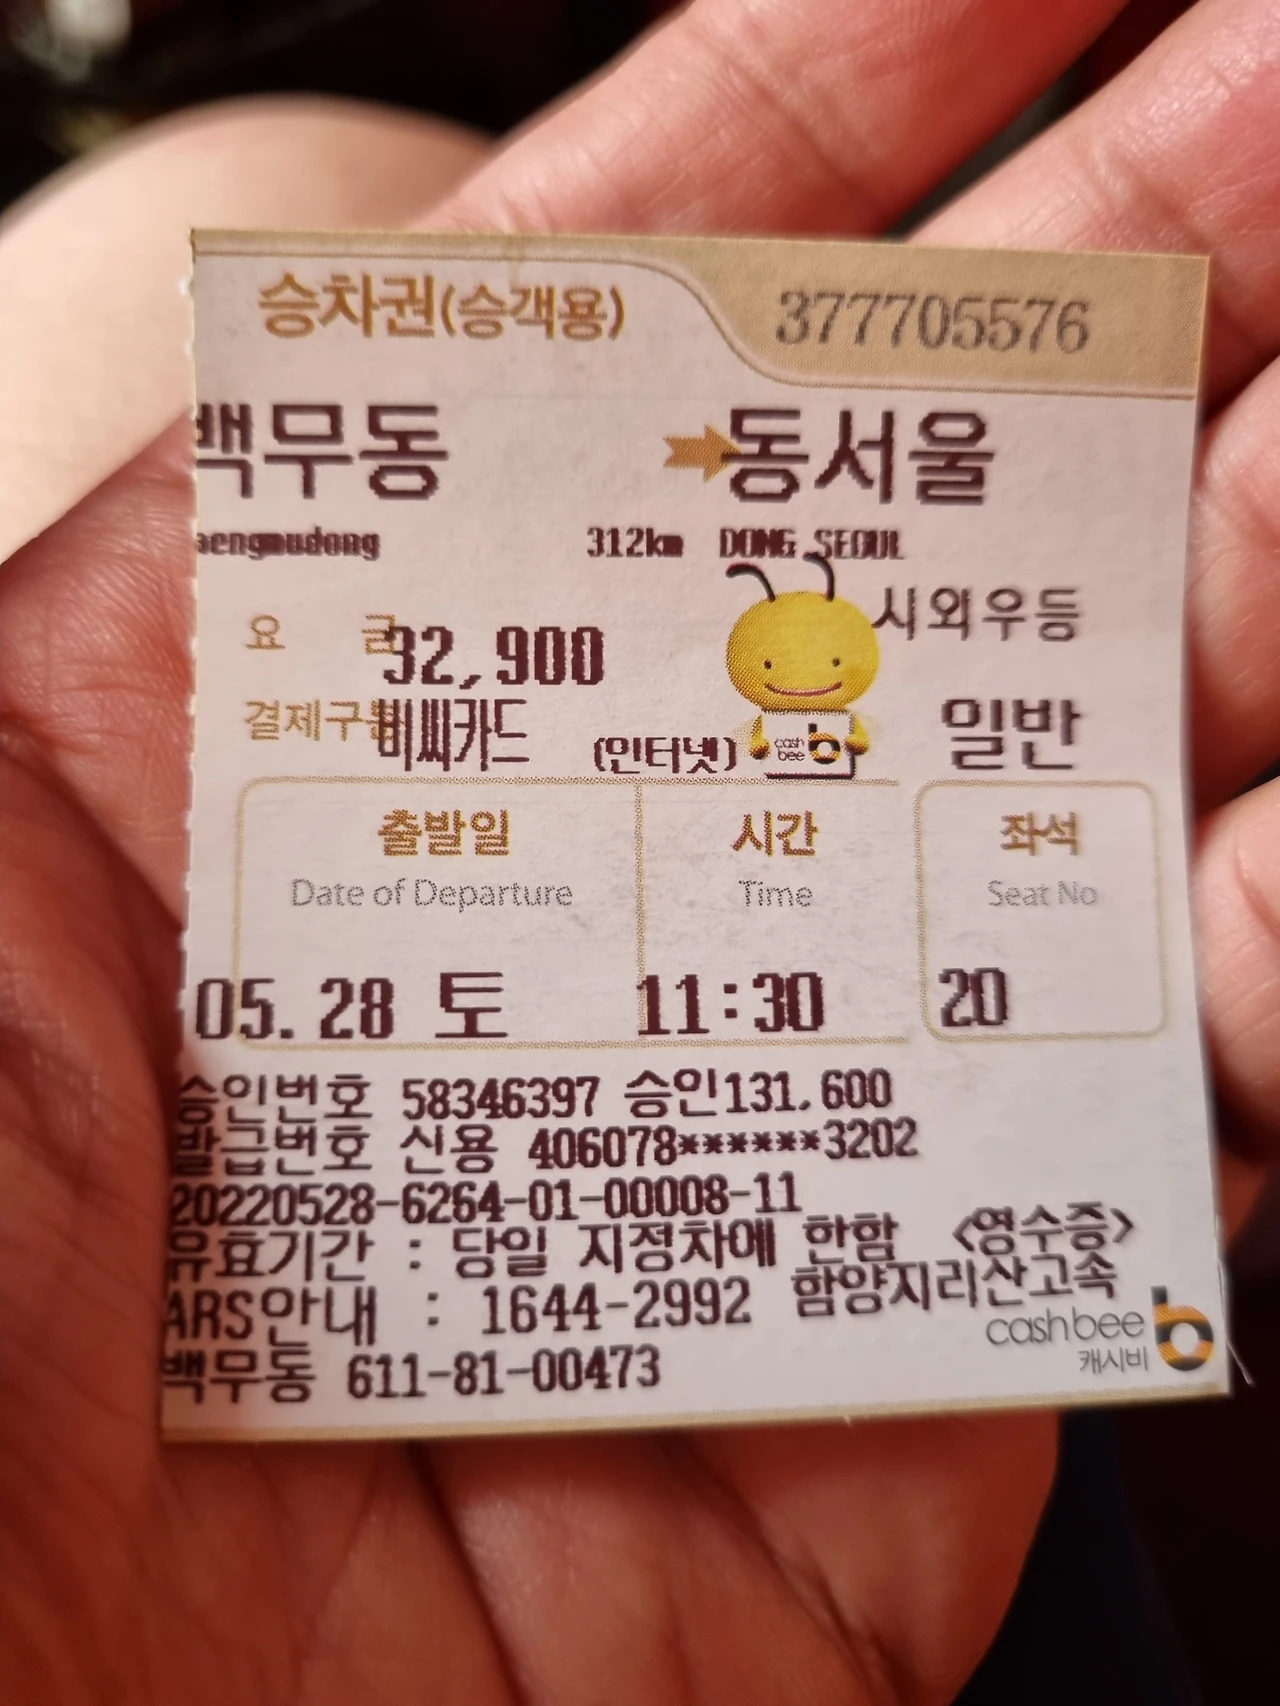 승차권(승객용) 377705576
백무동 동서울
aengmudong 312km DONG SEOUL
시외우등
요 금 32,900
결제구분 비씨카드 (인터넷) 일반
cash bee b
출발일 시간 좌석
Date of Departure Time Seat No
05.28 토 11:30 20
승인번호 58346397 승인131,600
발급번호 신용 406078******3202
20220528-6264-01-00008-11
유효기간 : 당일 지정차에 한함 <영수증>
ARS안내 : 1644-2992 함양지리산고속
백무동 611-81-00473
cashbee b
캐시비